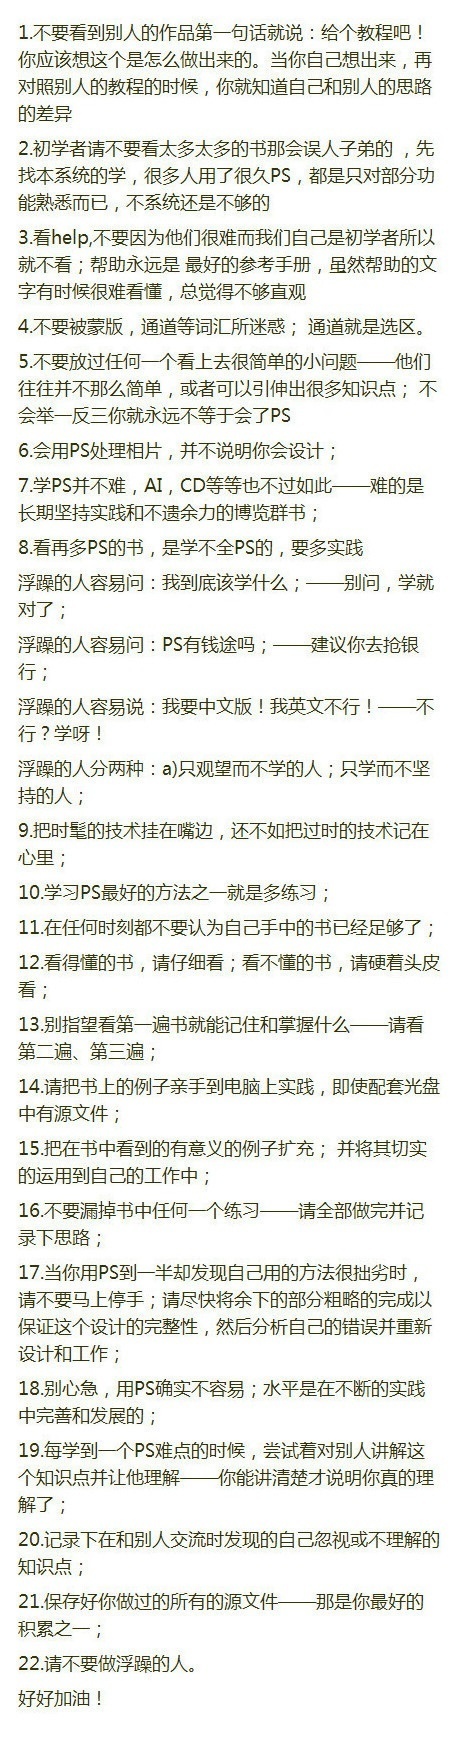 1.不要看到别人的作品第一句话就说：给个教程吧！
你应该想这个是怎么做出来的。当你自己想出来，再
对照别人的教程的时候，你就知道自己和别人的思路
的差异
2.初学者请不要看太多太多的书那会误人子弟的 ，先
找本系统的学，很多人用了很久PS，都是只对部分功
能熟悉而已，不系统还是不够的
3.看help,不要因为他们很难而我们自己是初学者所以
就不看；帮助永远是 最好的参考手册，虽然帮助的文
字有时候很难看懂，总觉得不够直观
4.不要被蒙版，通道等词汇所迷惑； 通道就是选区。
5.不要放过任何一个看上去很简单的小问题——他们
往往并不那么简单，或者可以引伸出很多知识点； 不
会举一反三你就永远不等于会了PS
6.会用PS处理相片，并不说明你会设计；
7.学PS并不难，AI，CD等等也不过如此——难的是
长期坚持实践和不遗余力的博览群书；
8.看再多PS的书，是学不全PS的，要多实践
浮躁的人容易问：我到底该学什么；——别问，学就
对了；
浮躁的人容易问：PS有钱途吗；——建议你去抢银
行；
浮躁的人容易说：我要中文版！我英文不行！——不
行？学呀！
浮躁的人分两种：a)只观望而不学的人；只学而不坚
持的人；
9.把时髦的技术挂在嘴边，还不如把过时的技术记在
心里；
10.学习PS最好的方法之一就是多练习；
11.在任何时刻都不要认为自己手中的书已经足够了；
12.看得懂的书，请仔细看；看不懂的书，请硬着头皮
看；
13.别指望看第一遍书就能记住和掌握什么——请看
第二遍、第三遍；
14.请把书上的例子亲手到电脑上实践，即使配套光盘
中有源文件；
15.把在书中看到的有意义的例子扩充； 并将其切实
的运用到自己的工作中；
16.不要漏掉书中任何一个练习——请全部做完并记
录下思路；
17.当你用PS到一半却发现自己用的方法很拙劣时，
请不要马上停手；请尽快将余下的部分粗略的完成以
保证这个设计的完整性，然后分析自己的错误并重新
设计和工作；
18.别心急，用PS确实不容易；水平是在不断的实践
中完善和发展的；
19.每学到一个PS难点的时候，尝试着对别人讲解这
个知识点并让他理解——你能讲清楚才说明你真的理
解了；
20.记录下在和别人交流时发现的自己忽视或不理解的
知识点；
21.保存好你做过的所有的源文件——那是你最好的
积累之一；
22.请不要做浮躁的人。
好好加油！